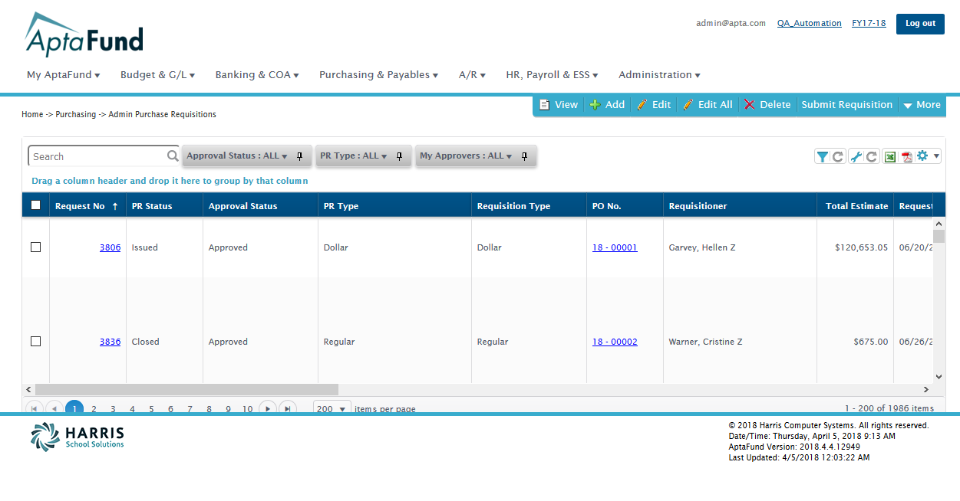 AptaFund
admin@apta.com QA_Automation FY17-18 Log out
My AptaFund Budget & G/L Banking & COA Purchasing & Payables A/R HR, Payroll & ESS Administration
View Add Edit Edit All Delete Submit Requisition More
Home -> Purchasing -> Admin Purchase Requisitions
Search Approval Status : ALL PR Type : ALL My Approvers : ALL
Drag a column header and drop it here to group by that column
Request No ↑ PR Status Approval Status PR Type Requisition Type PO No. Requisitioner Total Estimate Request
3806 Issued Approved Dollar Dollar 18 - 00001 Garvey, Hellen Z $120,653.05 06/20/2
3836 Closed Approved Regular Regular 18 - 00002 Warner, Cristine Z $675.00 06/26/2
1 2 3 4 5 6 7 8 9 10 200 items per page 1 - 200 of 1986 items
HARRIS
School Solutions
© 2018 Harris Computer Systems. All rights reserved.
Date/Time: Thursday, April 5, 2018 9:13 AM
AptaFund Version: 2018.4.4.12949
Last Updated: 4/5/2018 12:03:22 AM